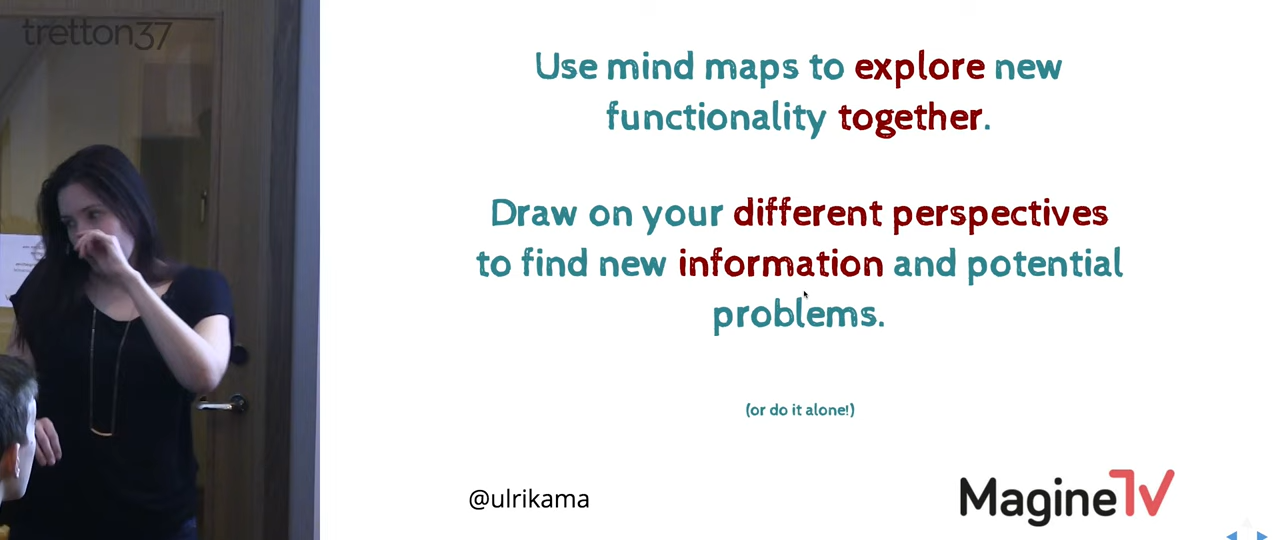 tretton37
Use mind maps to explore new
functionality together.
Draw on your different perspectives
to find new information and potential
problems.
(or do it alone!)
@ulrikama
MagineTV